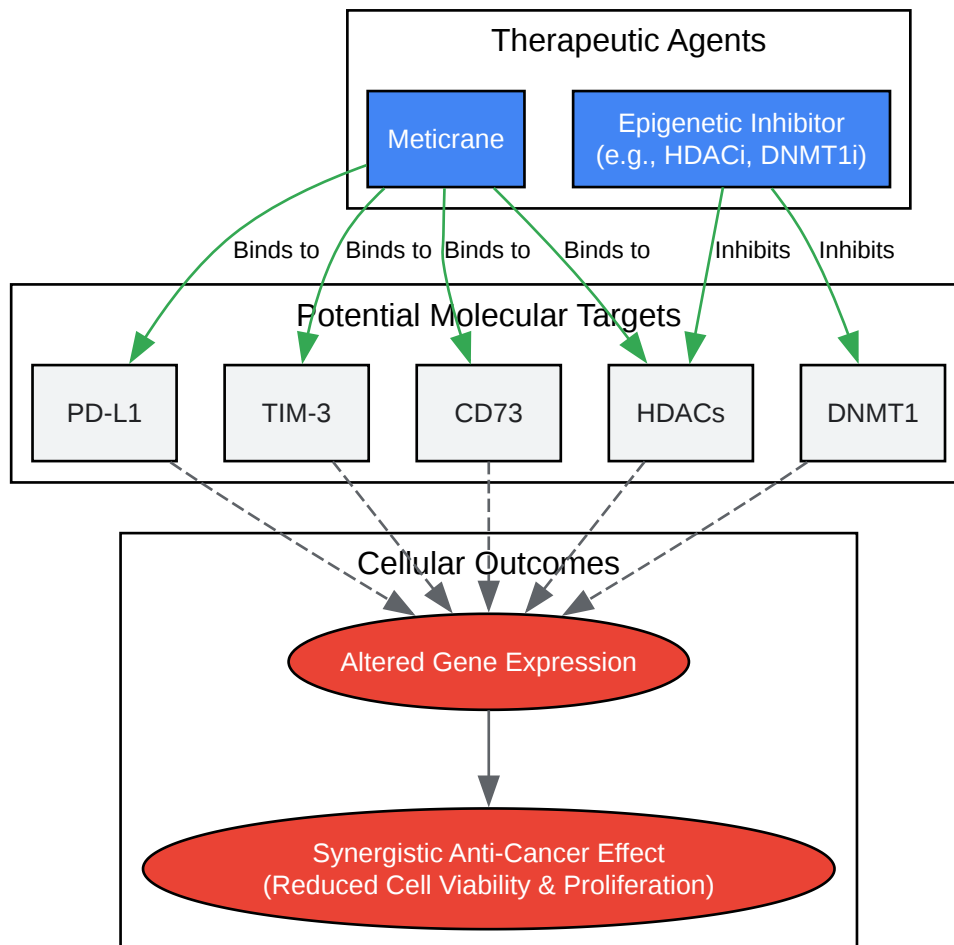 Therapeutic Agents
Meticrane
Epigenetic Inhibitor
(e.g., HDACi, DNMT1i)
Binds to
Binds to
Binds to
Binds to
Inhibits
Inhibits
Potential Molecular Targets
PD-L1
TIM-3
CD73
HDACs
DNMT1
Cellular Outcomes
Altered Gene Expression
Synergistic Anti-Cancer Effect
(Reduced Cell Viability & Proliferation)